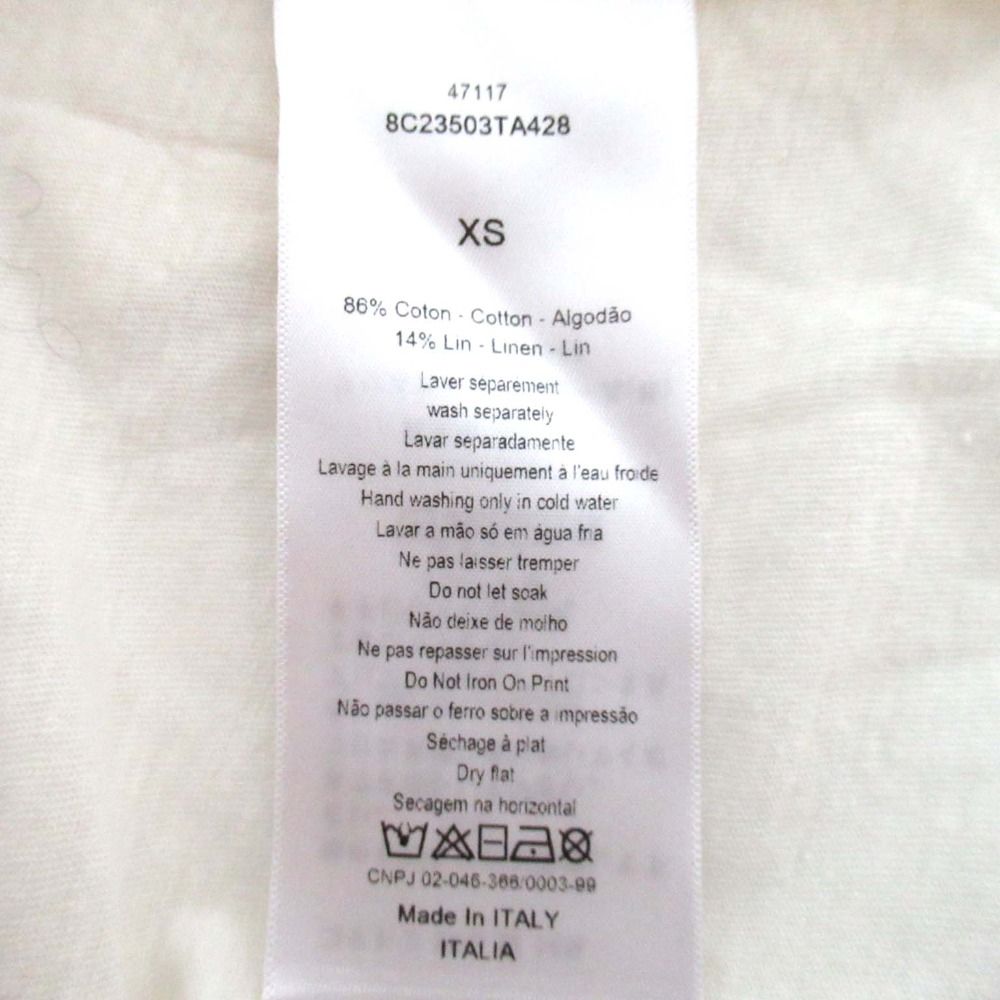 47117
8C23503TA428
XS
86% Coton - Cotton - Algodão
14% Lin - Linen - Lin
Laver séparement
wash separately
Lavar separadamente
Lavage à la main uniquement à l'eau froide
Hand washing only in cold water
Lavar a mão só em água fria
Ne pas laisser tremper
Do not let soak
Não deixe de molho
Ne pas repasser sur l'impression
Do Not Iron On Print
Não passar o ferro sobre a impressão
Séchage à plat
Dry flat
Secagem na horizontal
CNPJ 02-046-366/0003-99
Made In ITALY
ITALIA